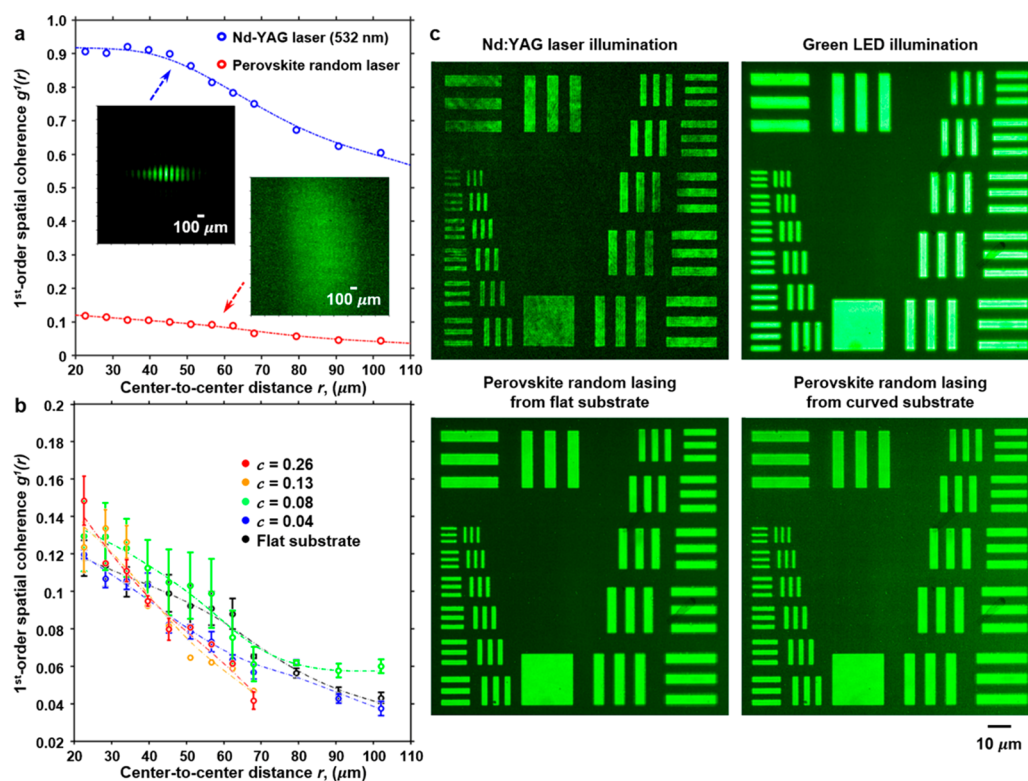 a
1st-order spatial coherence g1(r)
1.0
0.9
0.8
0.7
0.6
0.5
0.4
0.3
0.2
0.1
0
Nd-YAG laser (532 nm)
Perovskite random laser
100 μm
100 μm
20 30 40 50 60 70 80 90 100 110
Center-to-center distance r, (μm)
b
1st-order spatial coherence g1(r)
0.2
0.18
0.16
0.14
0.12
0.1
0.08
0.06
0.04
0.02
c = 0.26
c = 0.13
c = 0.08
c = 0.04
Flat substrate
20 30 40 50 60 70 80 90 100 110
Center-to-center distance r, (μm)
c
Nd:YAG laser illumination
Green LED illumination
Perovskite random lasing
from flat substrate
Perovskite random lasing
from curved substrate
10 μm